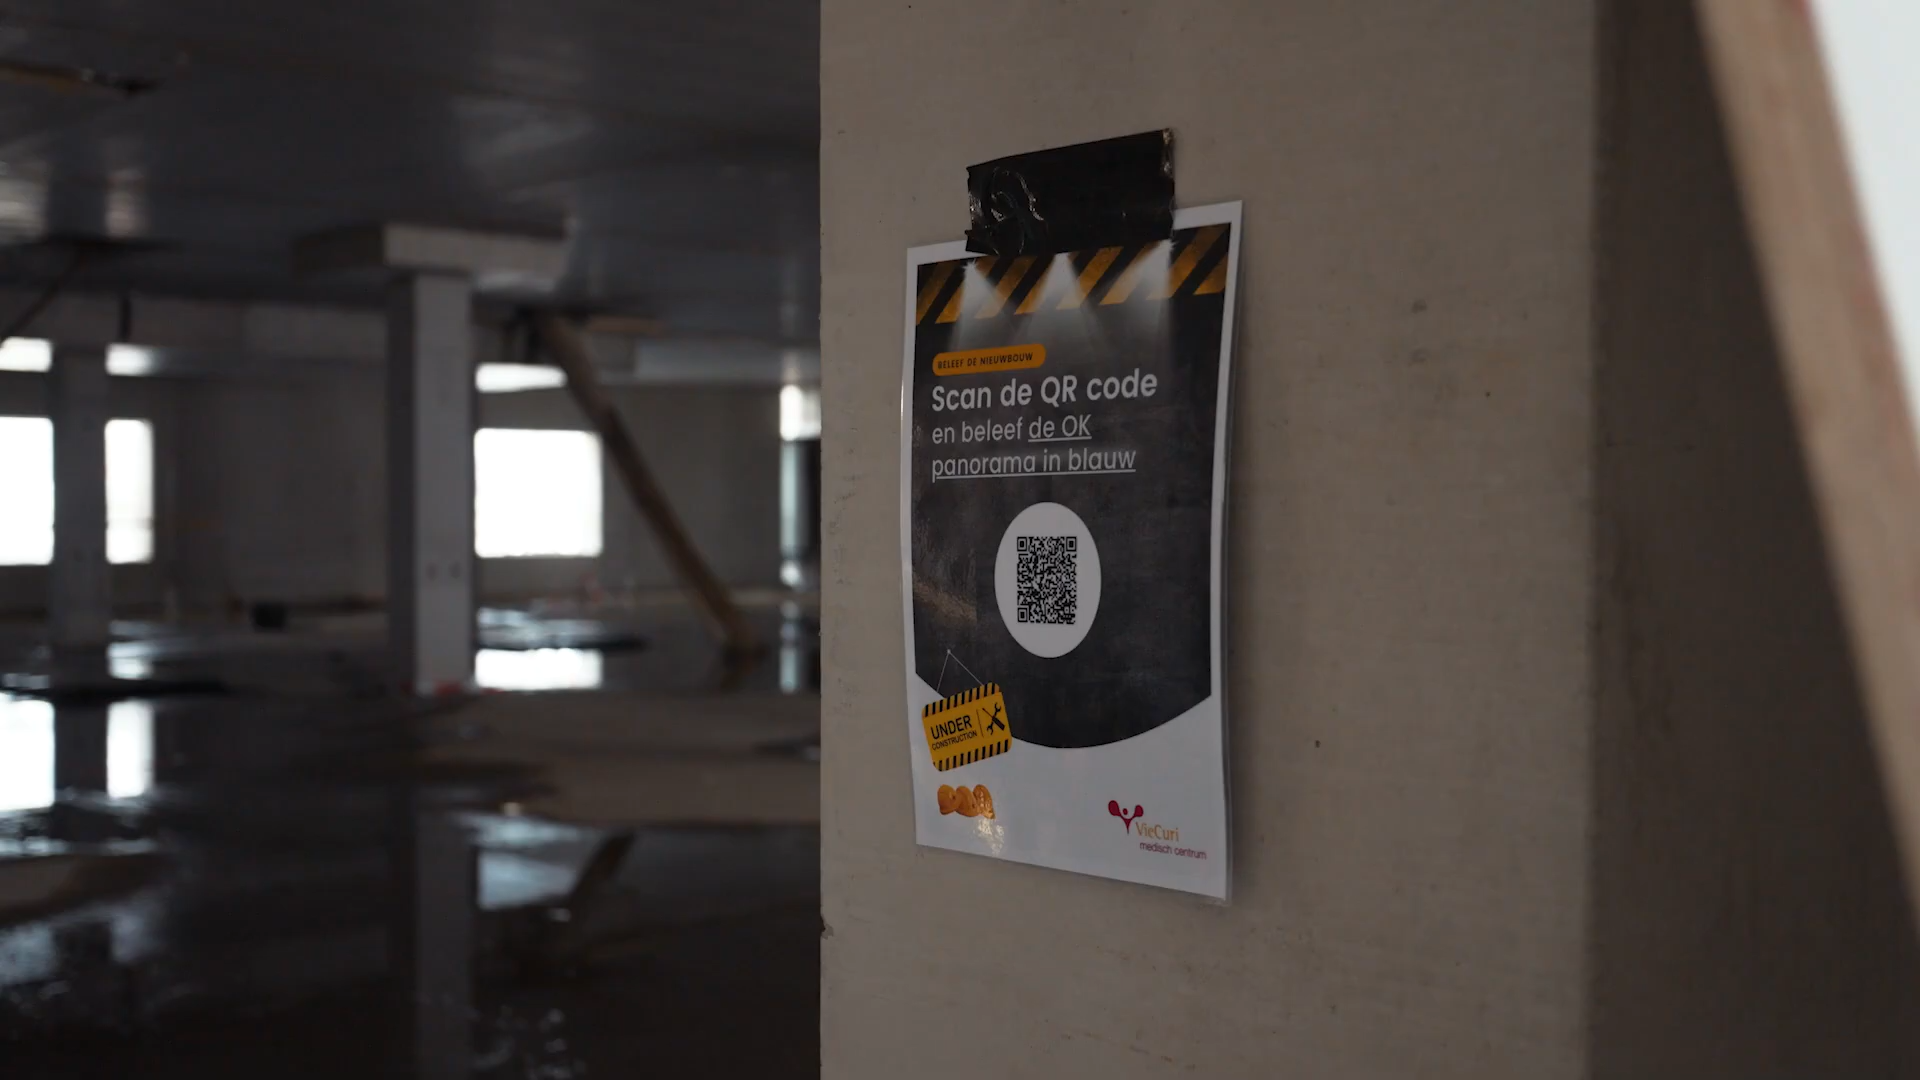 BELEEF DE NIEUWBOUW
Scan de QR code
en beleef de OK
panorama in blauw
UNDER
CONSTRUCTION
VieCuri
medisch centrum